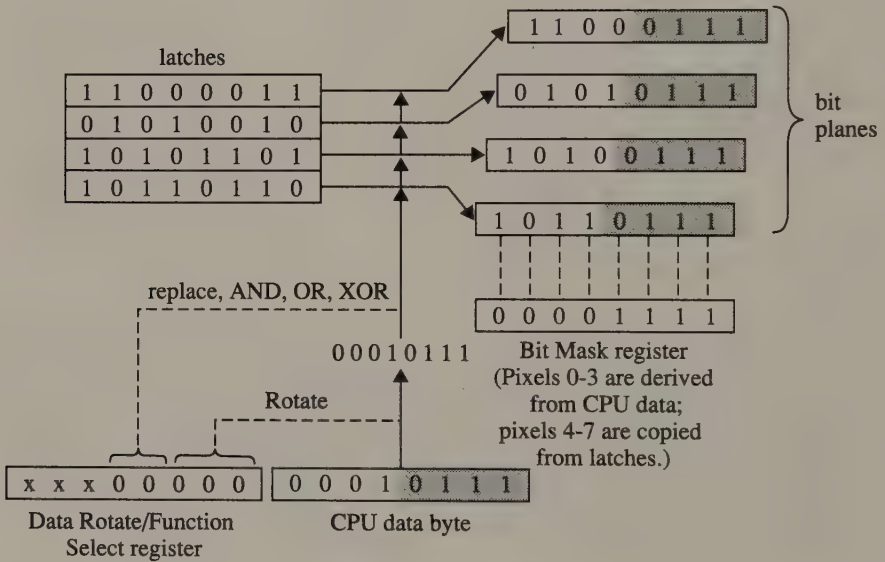 1 1 0 0 0 1 1 1
latches
1 1 0 0 0 0 1 1
0 1 0 1 0 0 1 0
1 0 1 0 1 1 0 1
1 0 1 1 0 1 1 0
0 1 0 1 0 1 1 1
1 0 1 0 0 1 1 1
1 0 1 1 0 1 1 1
bit
planes
replace, AND, OR, XOR
0 0 0 0 1 1 1 1
0 0 0 1 0 1 1 1
Bit Mask register
(Pixels 0-3 are derived
from CPU data;
pixels 4-7 are copied
from latches.)
Rotate
x x x 0 0 0 0 0
0 0 0 1 0 1 1 1
Data Rotate/Function
Select register
CPU data byte